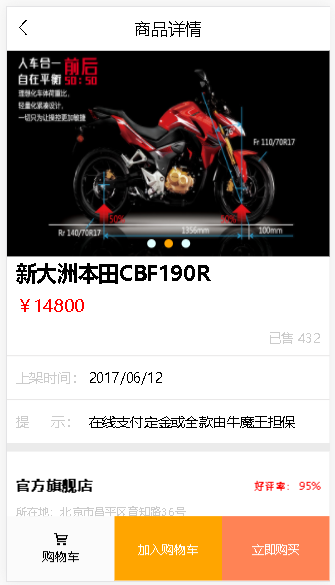 商品详情
人车合一 前后
自在平衡 50:50
理想化车体荷重比，
轻量化紧凑设计，
一切只为让操控更加敏捷
26°
Fr 110/70R17
50%
50%
Rr 140/70R17
1356mm
100mm
新大洲本田CBF190R
￥14800
已售 432
上架时间： 2017/06/12
提 示： 在线支付定金或全款由牛魔王担保
官方旗舰店 好评率： 95%
所在地：北京市昌平区育知路36号
购物车
加入购物车
立即购买